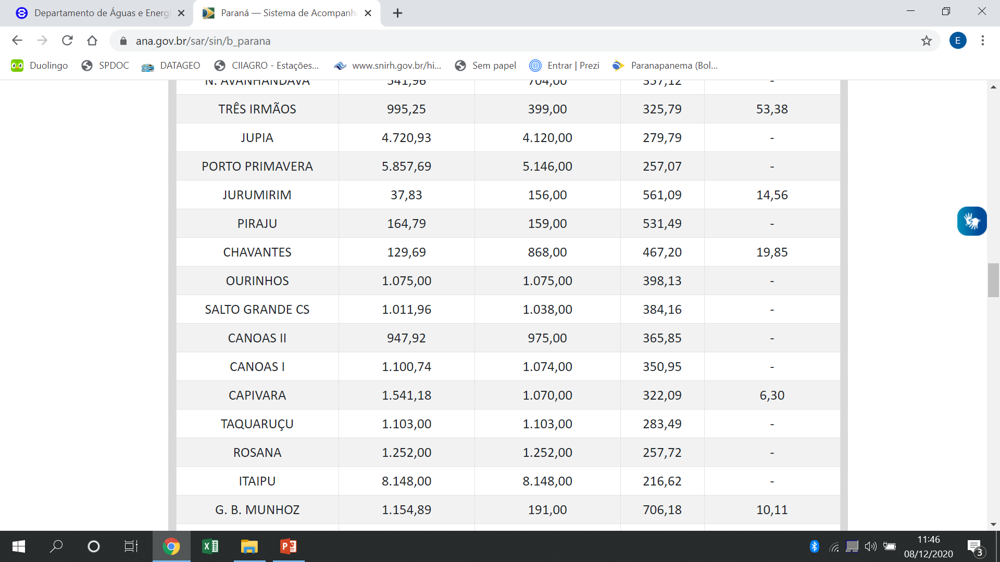 Departamento de Águas e Energi
Paraná — Sistema de Acompanh
ana.gov.br/sar/sin/b_parana
E
Duolingo SPDOC DATAGEO CIIAGRO - Estações... www.snirh.gov.br/hi... Sem papel Entrar | Prezi Paranapanema (Bol...
N. AVANHANDAVA 541,96 704,00 357,12 -
TRÊS IRMÃOS 995,25 399,00 325,79 53,38
JUPIA 4.720,93 4.120,00 279,79 -
PORTO PRIMAVERA 5.857,69 5.146,00 257,07 -
JURUMIRIM 37,83 156,00 561,09 14,56
PIRAJU 164,79 159,00 531,49 -
CHAVANTES 129,69 868,00 467,20 19,85
OURINHOS 1.075,00 1.075,00 398,13 -
SALTO GRANDE CS 1.011,96 1.038,00 384,16 -
CANOAS II 947,92 975,00 365,85 -
CANOAS I 1.100,74 1.074,00 350,95 -
CAPIVARA 1.541,18 1.070,00 322,09 6,30
TAQUARUÇU 1.103,00 1.103,00 283,49 -
ROSANA 1.252,00 1.252,00 257,72 -
ITAIPU 8.148,00 8.148,00 216,62 -
G. B. MUNHOZ 1.154,89 191,00 706,18 10,11
11:46
08/12/2020
3